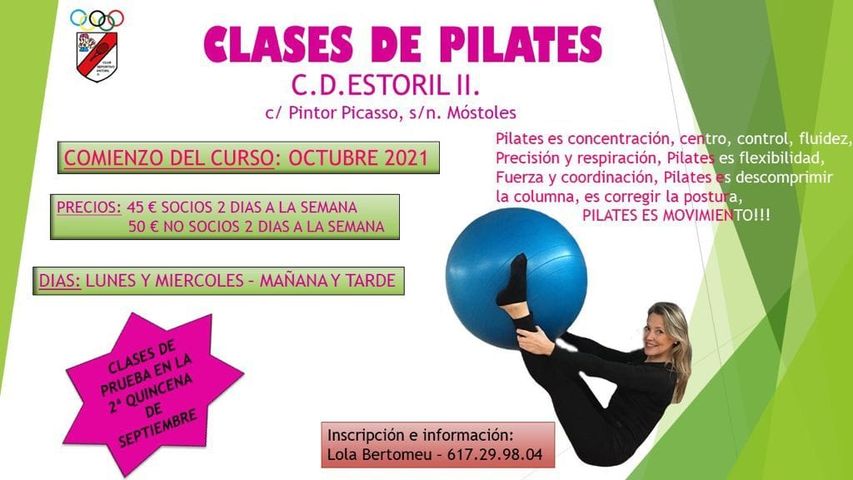 CLASES DE PILATES
C.D.ESTORIL II.
c/ Pintor Picasso, s/n. Móstoles
COMIENZO DEL CURSO: OCTUBRE 2021
PRECIOS: 45 € SOCIOS 2 DIAS A LA SEMANA
50 € NO SOCIOS 2 DIAS A LA SEMANA
DIAS: LUNES Y MIERCOLES – MAÑANA Y TARDE
Pilates es concentración, centro, control, fluidez,
Precisión y respiración, Pilates es flexibilidad,
Fuerza y coordinación, Pilates es descomprimir
la columna, es corregir la postura,
PILATES ES MOVIMIENTO!!!
CLASES DE
PRUEBA EN LA
2ª QUINCENA
DE
SEPTIEMBRE
Inscripción e información:
Lola Bertomeu – 617.29.98.04